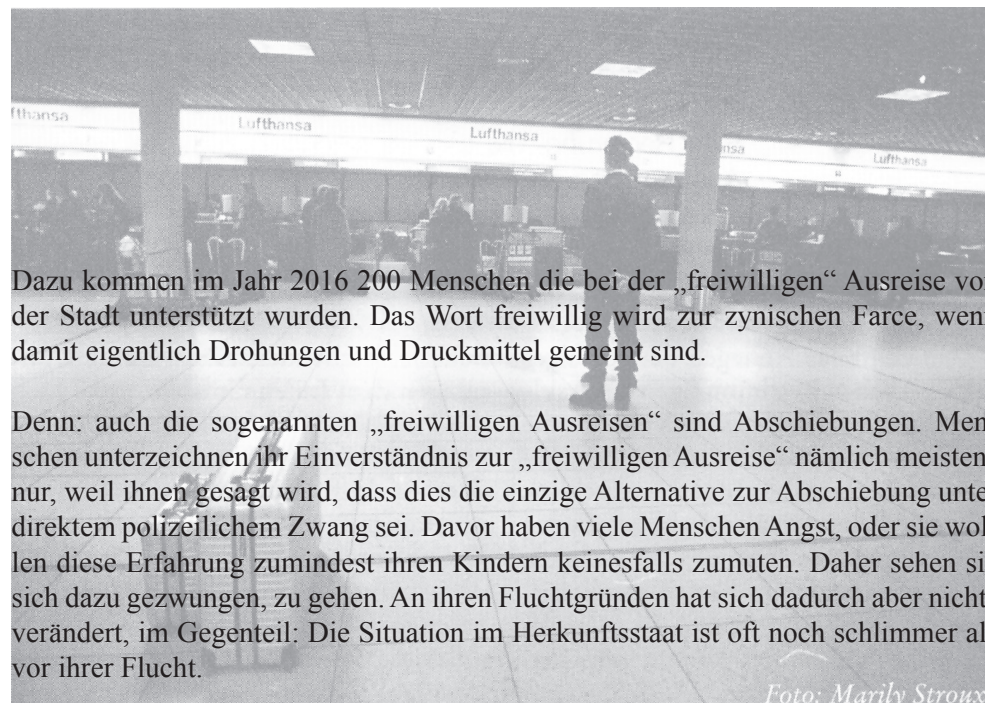 fthansa Lufthansa Lufthansa nsa Lufthansa
Dazu kommen im Jahr 2016 200 Menschen die bei der „freiwilligen“ Ausreise vo
der Stadt unterstützt wurden. Das Wort freiwillig wird zur zynischen Farce, wen
damit eigentlich Drohungen und Druckmittel gemeint sind.
Denn: auch die sogenannten „freiwilligen Ausreisen“ sind Abschiebungen. Men
schen unterzeichnen ihr Einverständnis zur „freiwilligen Ausreise“ nämlich meisten
nur, weil ihnen gesagt wird, dass dies die einzige Alternative zur Abschiebung unte
direktem polizeilichem Zwang sei. Davor haben viele Menschen Angst, oder sie wol
len diese Erfahrung zumindest ihren Kindern keinesfalls zumuten. Daher sehen si
sich dazu gezwungen, zu gehen. An ihren Fluchtgründen hat sich dadurch aber nicht
verändert, im Gegenteil: Die Situation im Herkunftsstaat ist oft noch schlimmer al
vor ihrer Flucht.
Foto: Marily Stroux